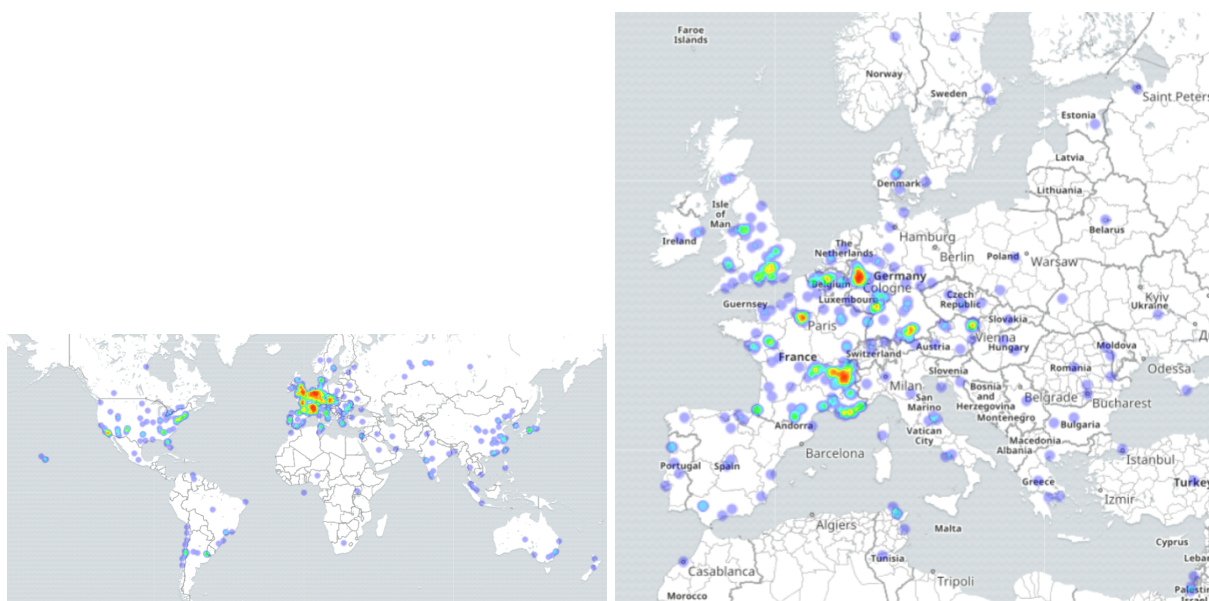 Faroe
Islands
Norway
Sweden
Saint Peters
Estonia
Latvia
Denmark
Lithuania
Isle
of
Man
Ireland
Hamburg
Belarus
The
Netherlands
Berlin
Poland
Warsaw
Germany
Belgium
Cologne
Kyiv
Luxembourg
Guernsey
Czech
Republic
Ukraine
Paris
Slovakia
Vienna
France
Switzerland
Austria
Hungary
Moldova
Slovenia
Romania
Odessa
Milan
San
Marino
Bosnia
and
Herzegovina
Belgrade
Bucharest
Montenegro
Andorra
Vatican
City
Bulgaria
Macedonia
Albania
Barcelona
Istanbul
Portugal
Spain
Greece
Turkey
Izmir
Algiers
Malta
Cyprus
Leba
Tunisia
Casablanca
Tripoli
Palestin
Israel
Morocco